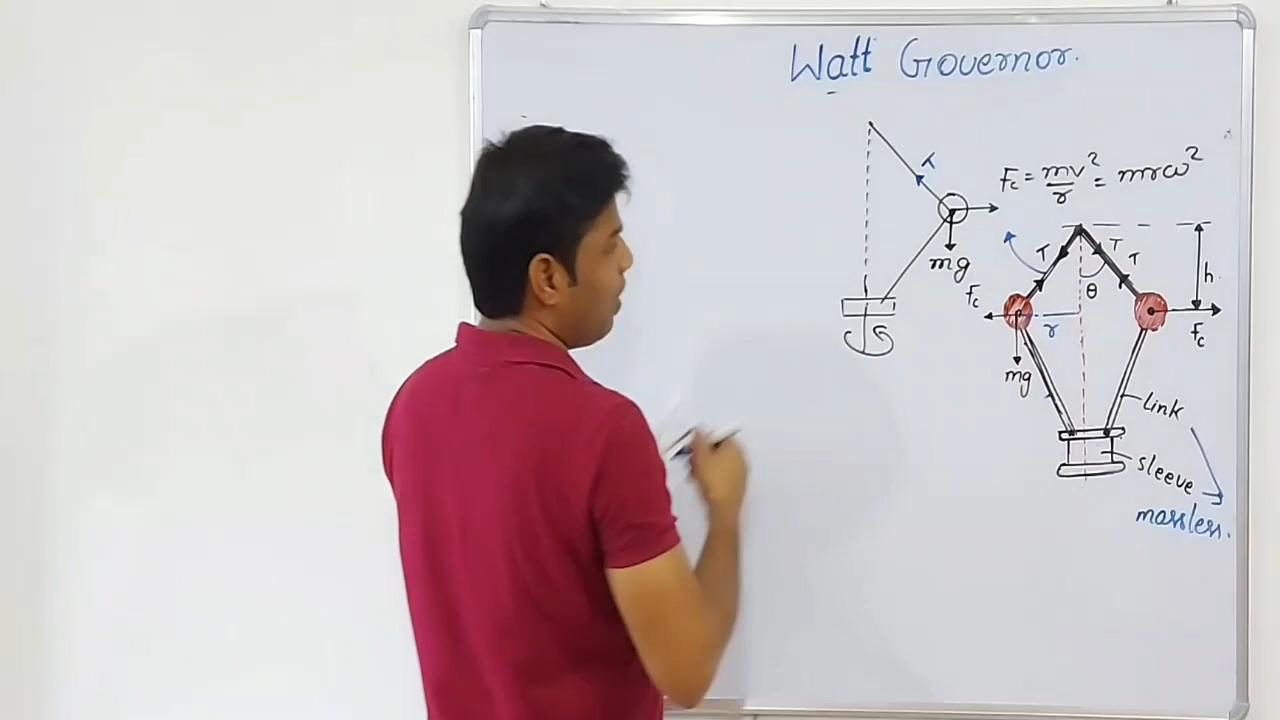 Watt Governor.
T
Fc = mv²/r = mrω²
mg
T T T
h.
θ
Fc
r
Fc
mg
Link
sleeve
massless.